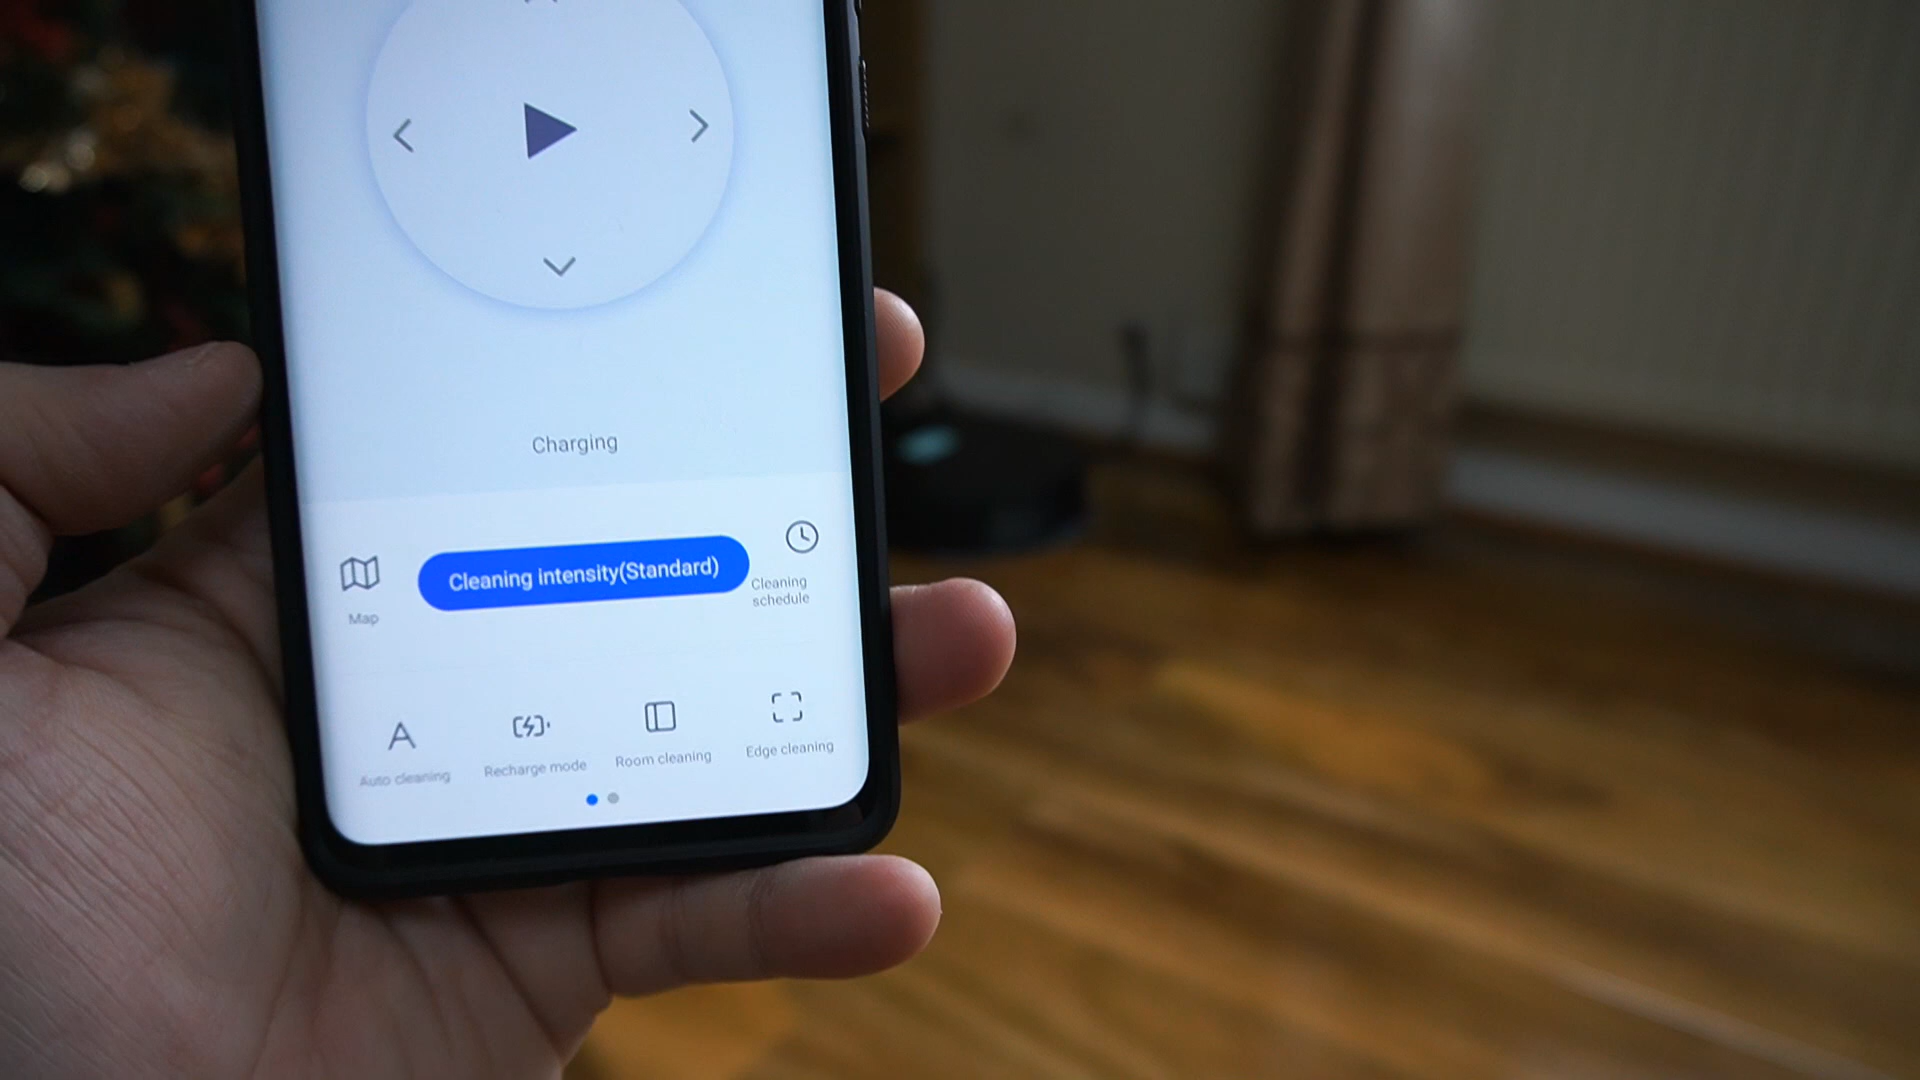 Charging
Cleaning intensity(Standard)
Map
Cleaning
schedule
Auto cleaning
Recharge mode
Room cleaning
Edge cleaning